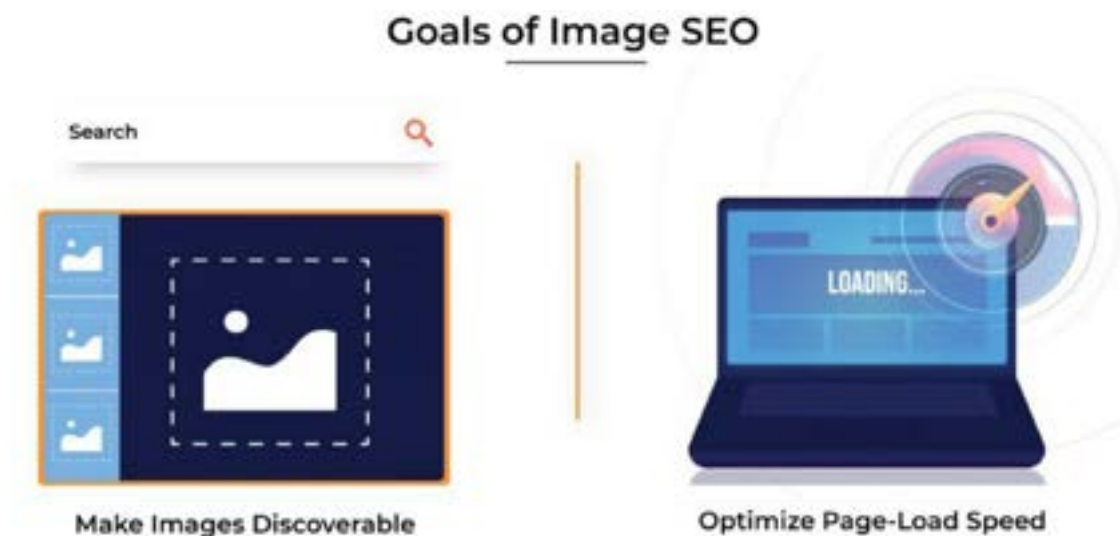 Goals of Image SEO
Search
LOADING...
Make Images Discoverable
Optimize Page-Load Speed